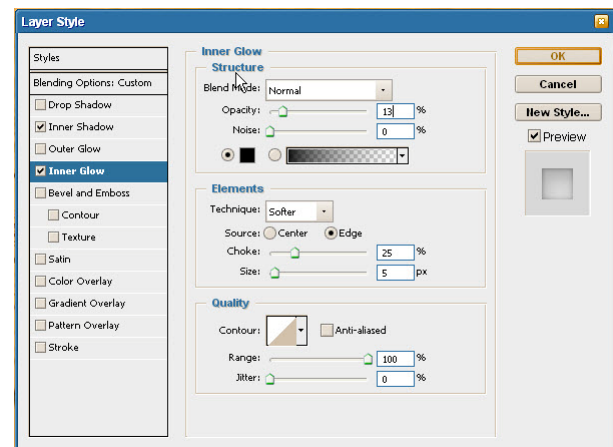 Layer Style
Styles
Blending Options: Custom
Drop Shadow
Inner Shadow
Outer Glow
Inner Glow
Bevel and Emboss
Contour
Texture
Satin
Color Overlay
Gradient Overlay
Pattern Overlay
Stroke
Inner Glow
Structure
Blend Mode: Normal
Opacity: 13 %
Noise: 0 %
Elements
Technique: Softer
Source: Center Edge
Choke: 25 %
Size: 5 px
Quality
Contour: Anti-aliased
Range: 100 %
Jitter: 0 %
OK
Cancel
New Style...
Preview